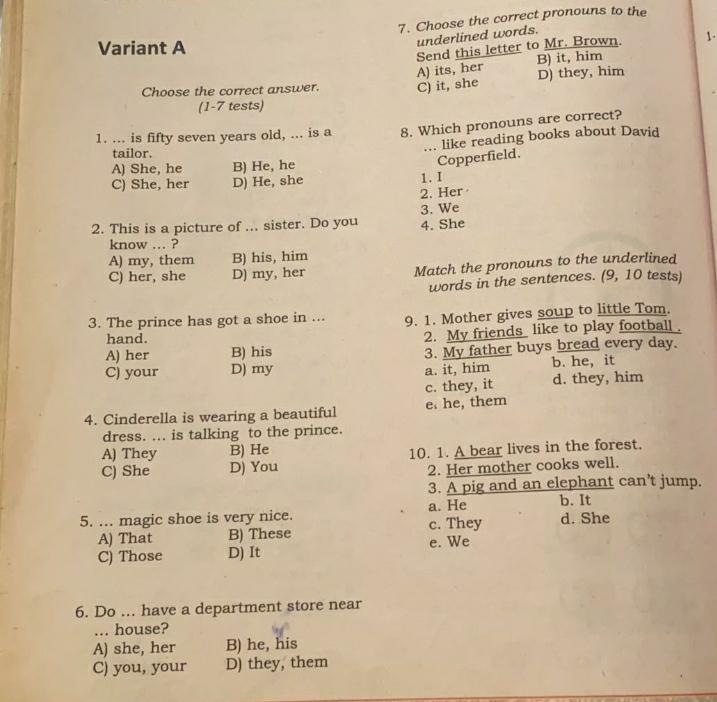 Variant A
Choose the correct answer.
(1-7 tests)
1. ... is fifty seven years old, ... is a
tailor.
A) She, he B) He, he
C) She, her D) He, she
2. This is a picture of ... sister. Do you
know ... ?
A) my, them B) his, him
C) her, she D) my, her
3. The prince has got a shoe in ...
hand.
A) her B) his
C) your D) my
4. Cinderella is wearing a beautiful
dress. ... is talking to the prince.
A) They B) He
C) She D) You
5. ... magic shoe is very nice.
A) That B) These
C) Those D) It
6. Do ... have a department store near
... house?
A) she, her B) he, his
C) you, your D) they, them
7. Choose the correct pronouns to the
underlined words.
Send this letter to Mr. Brown.
A) its, her B) it, him
C) it, she D) they, him
8. Which pronouns are correct?
... like reading books about David
Copperfield.
1. I
2. Her
3. We
4. She
Match the pronouns to the underlined
words in the sentences. (9, 10 tests)
9. 1. Mother gives soup to little Tom.
2. My friends like to play football.
3. My father buys bread every day.
a. it, him b. he, it
c. they, it d. they, him
e. he, them
10. 1. A bear lives in the forest.
2. Her mother cooks well.
3. A pig and an elephant can't jump.
a. He b. It
c. They d. She
e. We
1.